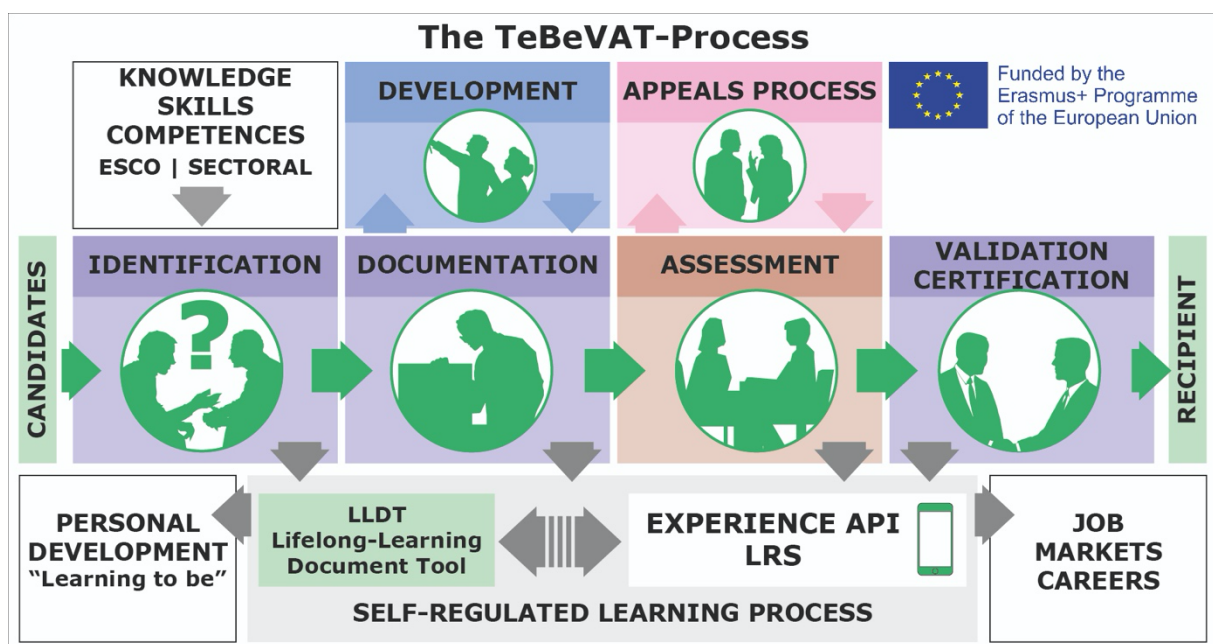 The TeBeVAT-Process
KNOWLEDGE
SKILLS
COMPETENCES
ESCO | SECTORAL
DEVELOPMENT
APPEALS PROCESS
Funded by the
Erasmus+ Programme
of the European Union
CANDIDATES
IDENTIFICATION
?
DOCUMENTATION
ASSESSMENT
VALIDATION
CERTIFICATION
RECIPIENT
PERSONAL
DEVELOPMENT
“Learning to be”
LLDT
Lifelong-Learning
Document Tool
EXPERIENCE API
LRS
SELF-REGULATED LEARNING PROCESS
JOB
MARKETS
CAREERS